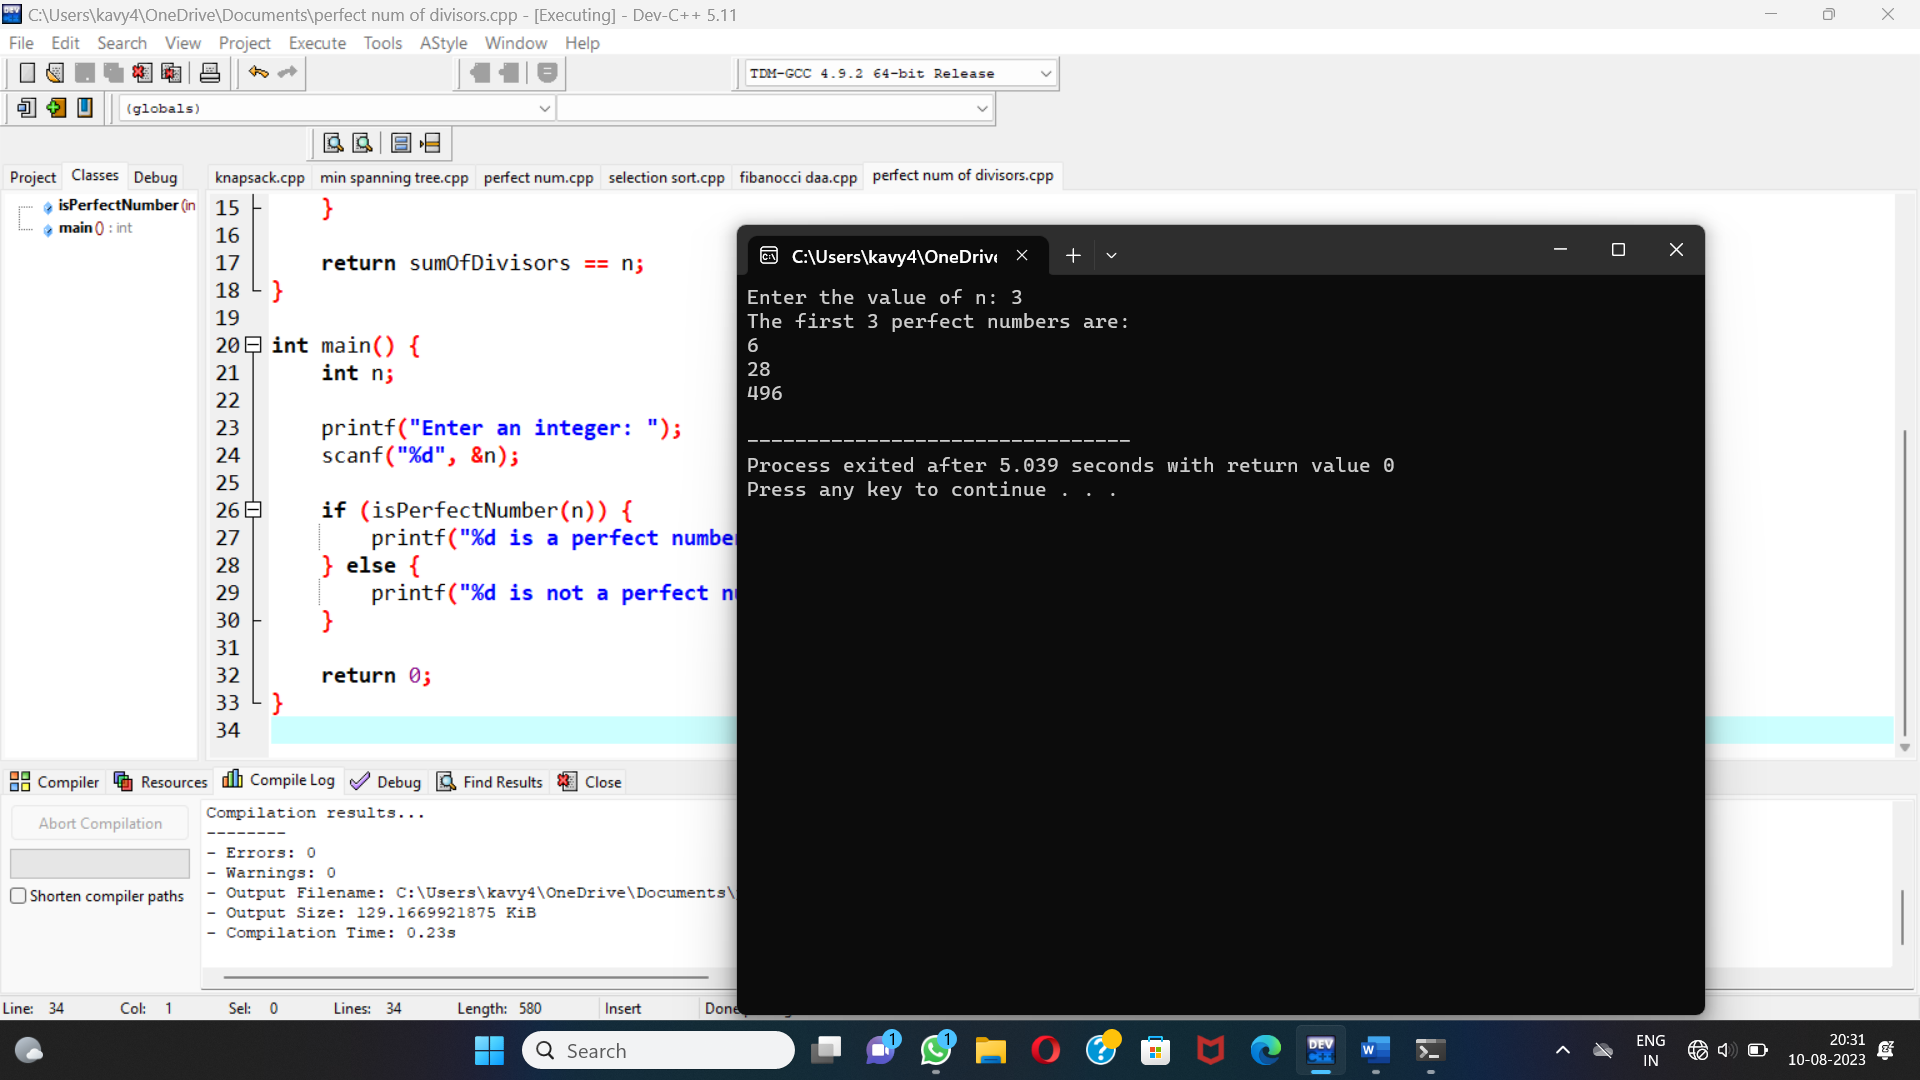 C:\Users\kavy4\OneDrive\Documents\perfect num of divisors.cpp - [Executing] - Dev-C++ 5.11
File Edit Search View Project Execute Tools AStyle Window Help
TDM-GCC 4.9.2 64-bit Release
(globals)
Project Classes Debug
knapsack.cpp min spanning tree.cpp perfect num.cpp selection sort.cpp fibanocci daa.cpp perfect num of divisors.cpp
isPerfectNumber (in
main () : int
15 }
16
17 return sumOfDivisors == n;
18 }
19
20 int main() {
21 int n;
22
23 printf("Enter an integer: ");
24 scanf("%d", &n);
25
26 if (isPerfectNumber(n)) {
27 printf("%d is a perfect number
28 } else {
29 printf("%d is not a perfect
30 }
31
32 return 0;
33 }
34
C:\Users\kavy4\OneDrive
Enter the value of n: 3
The first 3 perfect numbers are:
6
28
496
--------------------------------
Process exited after 5.039 seconds with return value 0
Press any key to continue . . .
Compiler Resources Compile Log Debug Find Results Close
Abort Compilation
Shorten compiler paths
Compilation results...
--------
- Errors: 0
- Warnings: 0
- Output Filename: C:\Users\kavy4\OneDrive\Documents\
- Output Size: 129.1669921875 KiB
- Compilation Time: 0.23s
Line: 34 Col: 1 Sel: 0 Lines: 34 Length: 580 Insert Done
Search
1
1
DEV
W
ENG
IN
20:31
10-08-2023